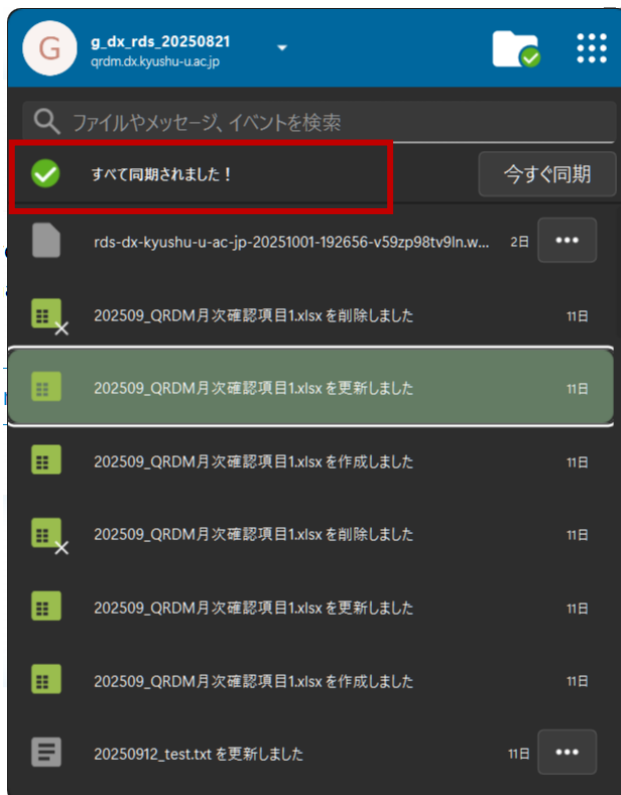 G
g_dx_rds_20250821
qrdm.dx.kyushu-u.ac.jp
ファイルやメッセージ、イベントを検索
すべて同期されました！
今すぐ同期
rds-dx-kyushu-u-ac-jp-20251001-192656-v59zp98tv9ln.w... 2日
202509_QRDM月次確認項目1.xlsx を削除しました 11日
202509_QRDM月次確認項目1.xlsx を更新しました 11日
202509_QRDM月次確認項目1.xlsx を作成しました 11日
202509_QRDM月次確認項目1.xlsx を削除しました 11日
202509_QRDM月次確認項目1.xlsx を更新しました 11日
202509_QRDM月次確認項目1.xlsx を作成しました 11日
20250912_test.txt を更新しました 11日